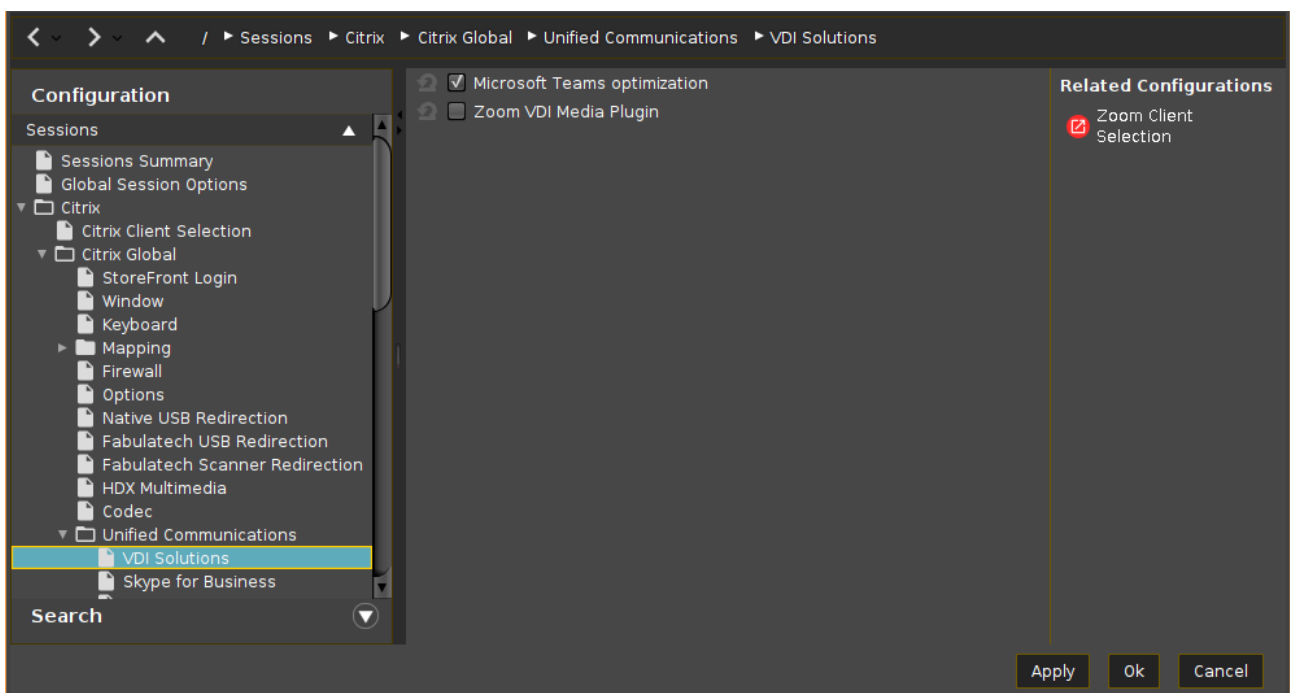 / Sessions Citrix Citrix Global Unified Communications VDI Solutions
Configuration
Sessions
Sessions Summary
Global Session Options
Citrix
Citrix Client Selection
Citrix Global
StoreFront Login
Window
Keyboard
Mapping
Firewall
Options
Native USB Redirection
Fabulatech USB Redirection
Fabulatech Scanner Redirection
HDX Multimedia
Codec
Unified Communications
VDI Solutions
Skype for Business
Search
Microsoft Teams optimization
Zoom VDI Media Plugin
Related Configurations
Zoom Client
Selection
Apply
Ok
Cancel